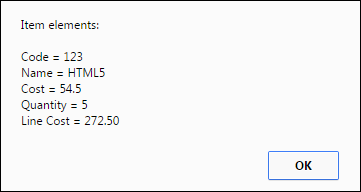 Item elements:
Code = 123
Name = HTML5
Cost = 54.5
Quantity = 5
Line Cost = 272.50
OK